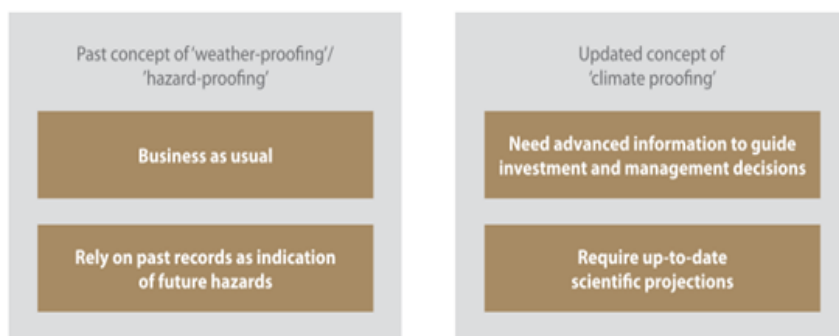 Past concept of 'weather-proofing'/
'hazard-proofing'
Business as usual
Rely on past records as indication
of future hazards
Updated concept of
'climate proofing'
Need advanced information to guide
investment and management decisions
Require up-to-date
scientific projections